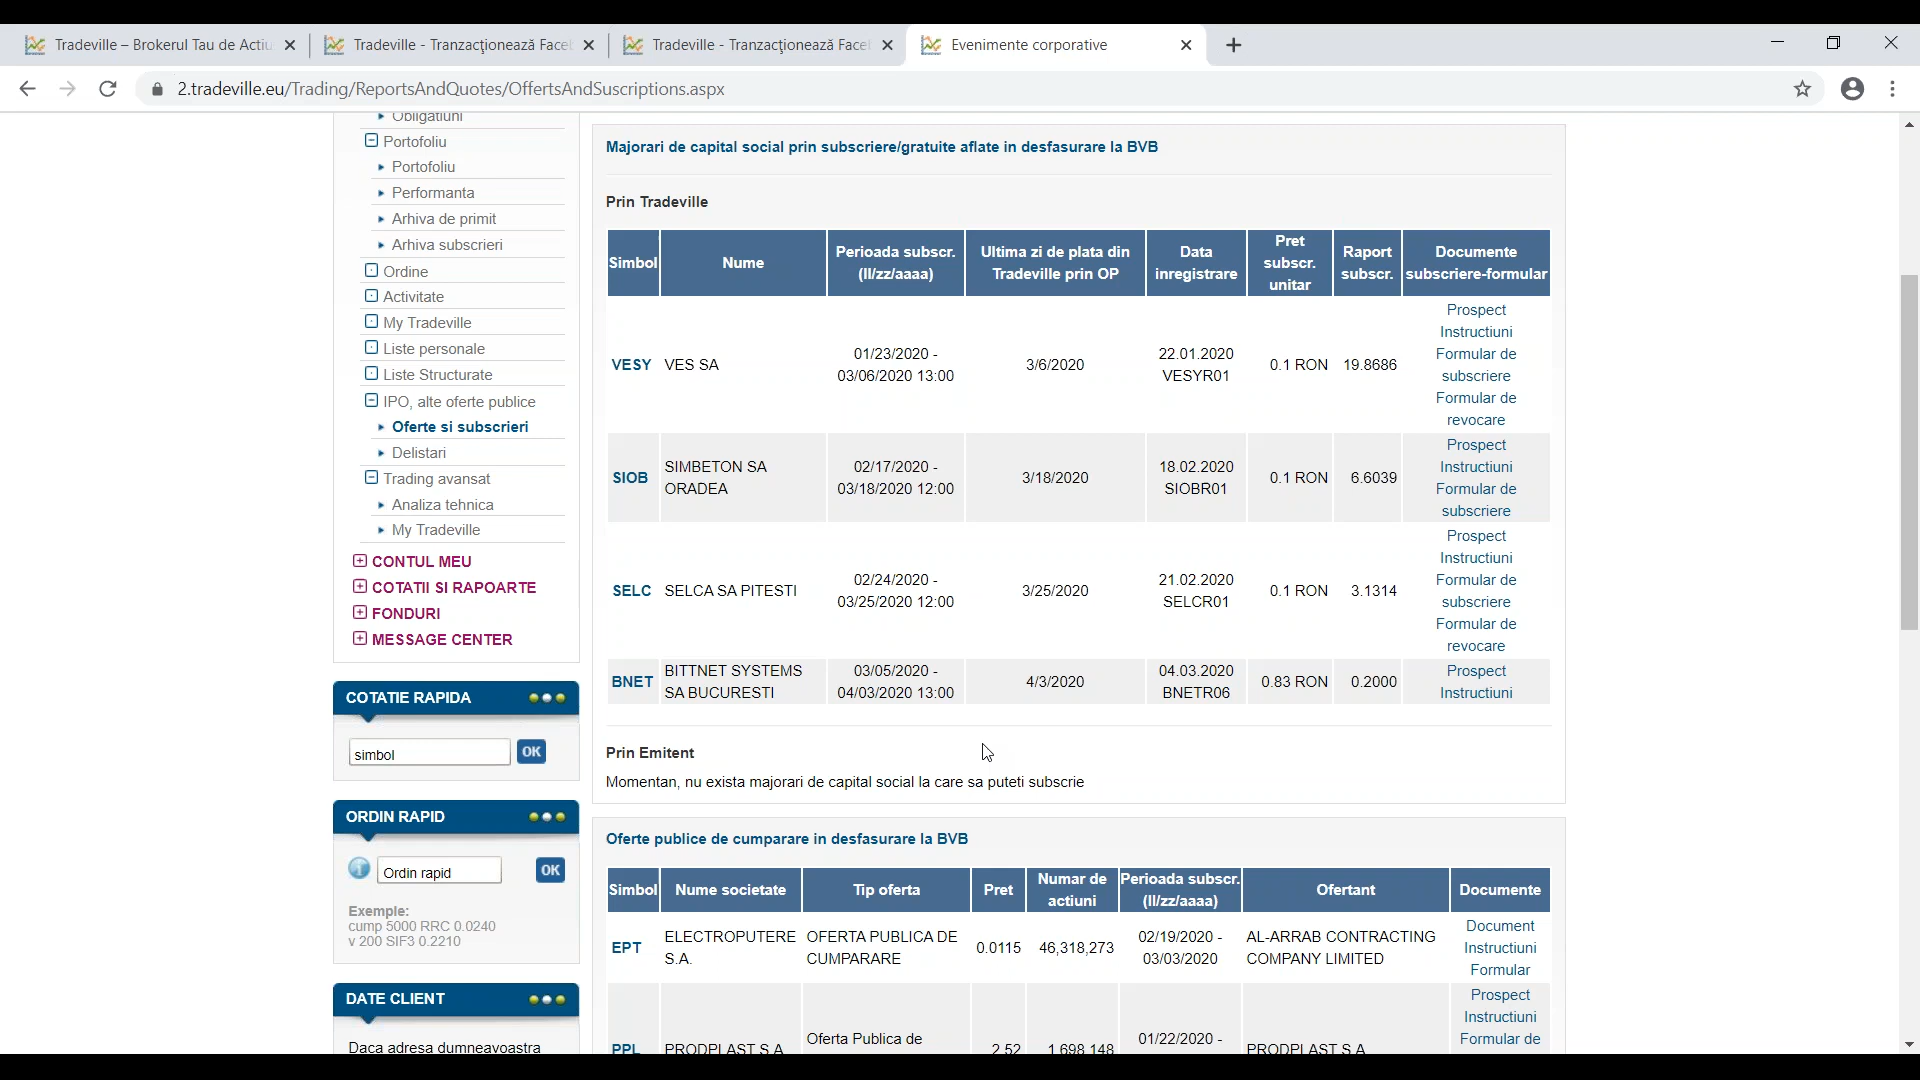 Tradeville – Brokerul Tau de Actiu
Tradeville - Tranzacţionează Facel
Tradeville - Tranzacţionează Facel
Evenimente corporative
2.tradeville.eu/Trading/ReportsAndQuotes/OffertsAndSuscriptions.aspx
Obligatiuni
Portofoliu
Portofoliu
Performanta
Arhiva de primit
Arhiva subscrieri
Ordine
Activitate
My Tradeville
Liste personale
Liste Structurate
IPO, alte oferte publice
Oferte si subscrieri
Delistari
Trading avansat
Analiza tehnica
My Tradeville
CONTUL MEU
COTATII SI RAPOARTE
FONDURI
MESSAGE CENTER
COTATIE RAPIDA
simbol OK
ORDIN RAPID
Ordin rapid OK
Exemple:
cump 5000 RRC 0.0240
v 200 SIF3 0.2210
DATE CLIENT
Daca adresa dumneavoastra
Majorari de capital social prin subscriere/gratuite aflate in desfasurare la BVB
Prin Tradeville
Simbol Nume Perioada subscr. (ll/zz/aaaa) Ultima zi de plata din Tradeville prin OP Data inregistrare Pret subscr. unitar Raport subscr. Documente subscriere-formular
VESY VES SA 01/23/2020 - 03/06/2020 13:00 3/6/2020 22.01.2020 VESYR01 0.1 RON 19.8686 Prospect
Instructiuni
Formular de
subscriere
Formular de
revocare
SIOB SIMBETON SA ORADEA 02/17/2020 - 03/18/2020 12:00 3/18/2020 18.02.2020 SIOBR01 0.1 RON 6.6039 Prospect
Instructiuni
Formular de
subscriere
SELC SELCA SA PITESTI 02/24/2020 - 03/25/2020 12:00 3/25/2020 21.02.2020 SELCR01 0.1 RON 3.1314 Prospect
Instructiuni
Formular de
subscriere
Formular de
revocare
BNET BITTNET SYSTEMS SA BUCURESTI 03/05/2020 - 04/03/2020 13:00 4/3/2020 04.03.2020 BNETR06 0.83 RON 0.2000 Prospect
Instructiuni
Prin Emitent
Momentan, nu exista majorari de capital social la care sa puteti subscrie
Oferte publice de cumparare in desfasurare la BVB
Simbol Nume societate Tip oferta Pret Numar de actiuni Perioada subscr. (ll/zz/aaaa) Ofertant Documente
EPT ELECTROPUTERE S.A. OFERTA PUBLICA DE CUMPARARE 0.0115 46,318,273 02/19/2020 - 03/03/2020 AL-ARRAB CONTRACTING COMPANY LIMITED Document
Instructiuni
Formular
PPL PRODPLAST S.A. Oferta Publica de 2.52 1,698,148 01/22/2020 - PRODPLAST S.A. Prospect
Instructiuni
Formular de